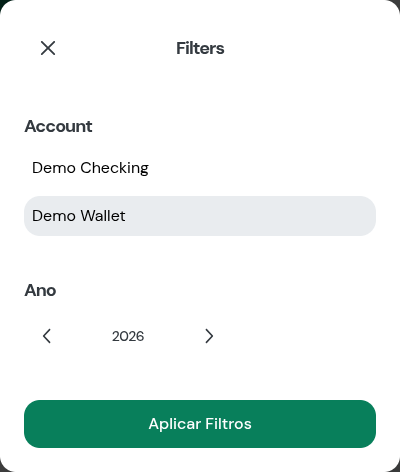 Filters
Account
Demo Checking
Demo Wallet
Ano
2026
Aplicar Filtros